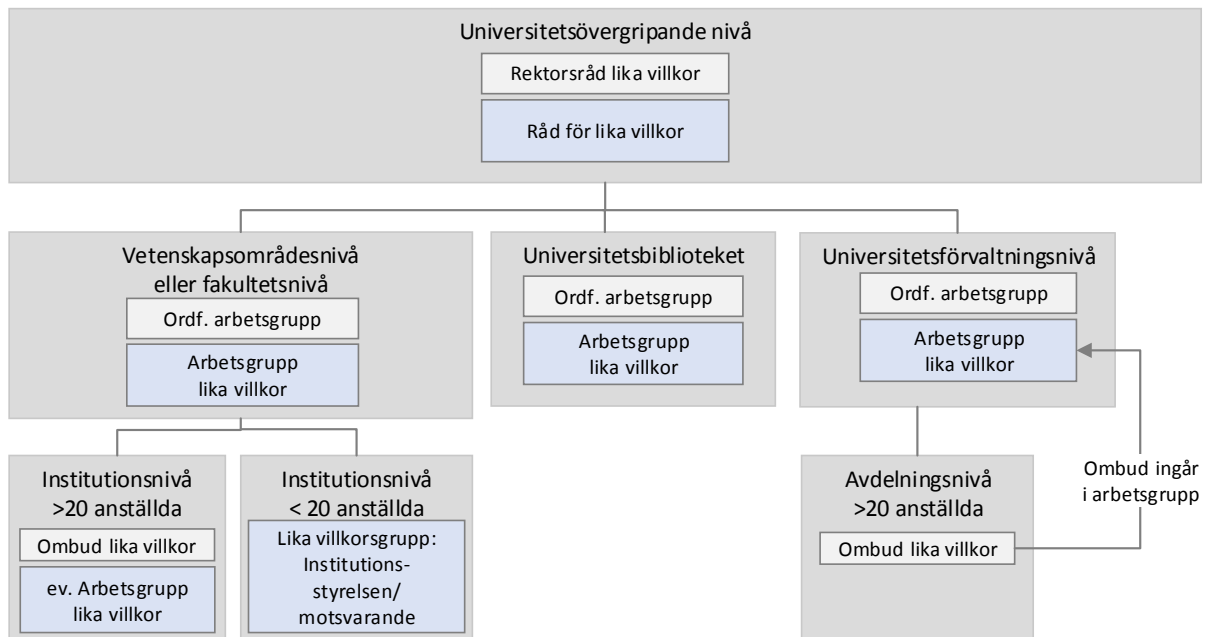 Universitetsövergripande nivå
Rektorsråd lika villkor
Råd för lika villkor
Vetenskapsområdesnivå
eller fakultetsnivå
Ordf. arbetsgrupp
Arbetsgrupp
lika villkor
Universitetsbiblioteket
Ordf. arbetsgrupp
Arbetsgrupp
lika villkor
Universitetsförvaltningsnivå
Ordf. arbetsgrupp
Arbetsgrupp
lika villkor
Institutionsnivå
>20 anställda
Ombud lika villkor
ev. Arbetsgrupp
lika villkor
Institutionsnivå
< 20 anställda
Lika villkorsgrupp:
Institutions-
styrelsen/
motsvarande
Avdelningsnivå
>20 anställda
Ombud lika villkor
Ombud ingår
i arbetsgrupp